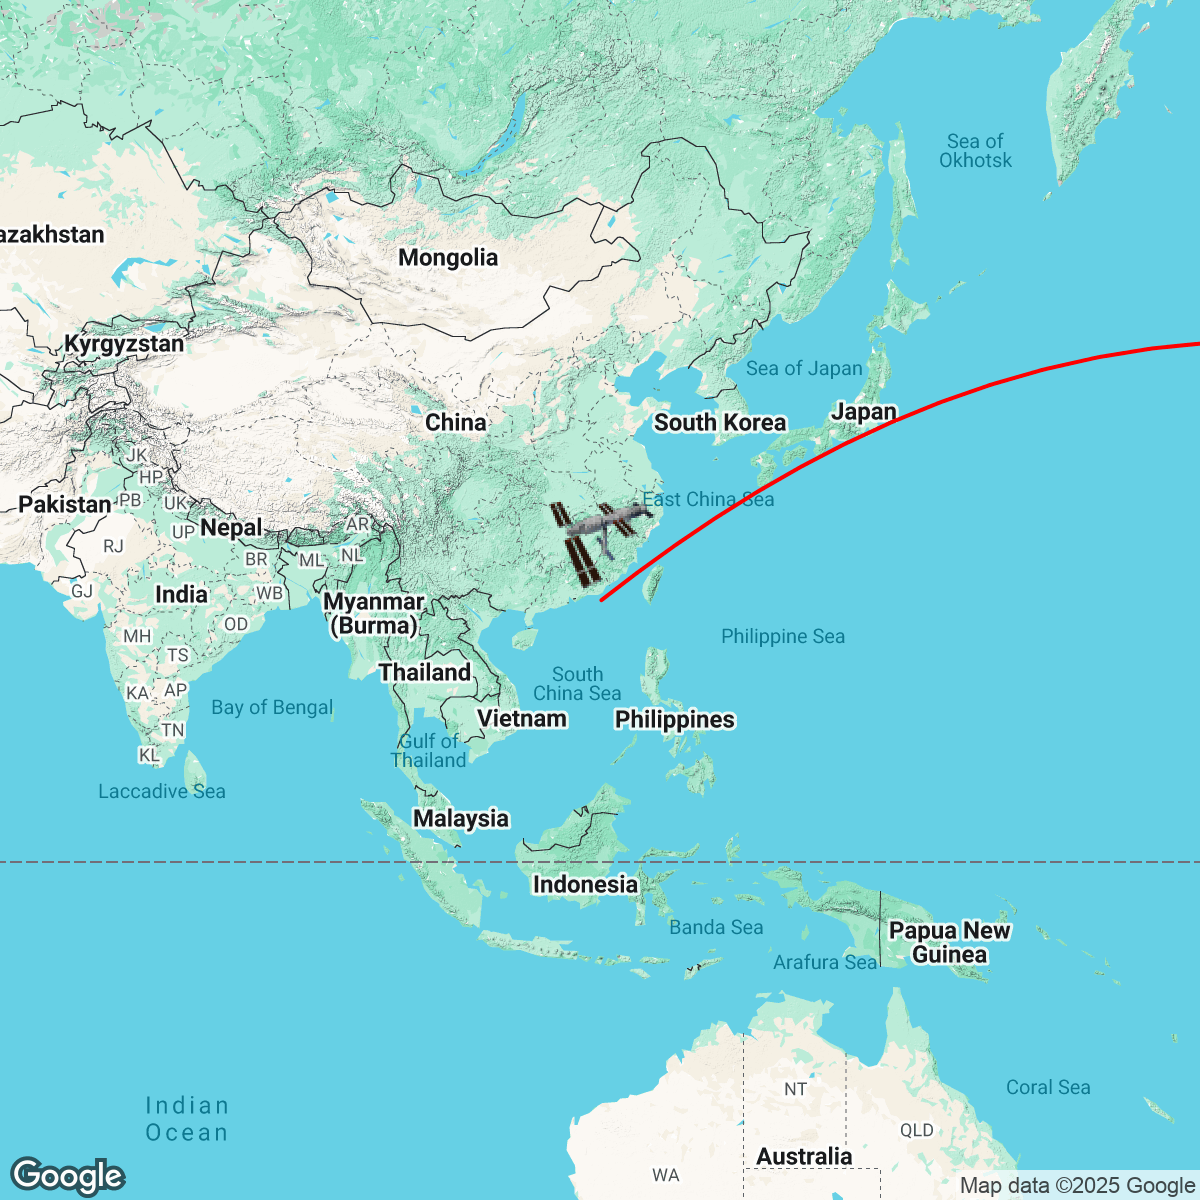 Sea of
Okhotsk
azakhstan
Mongolia
Kyrgyzstan
Sea of Japan
Japan
China
South Korea
JK
HP
Pakistan
PB
UK
East China Sea
Nepal
UP
AR
RJ
BR
ML
NL
GJ
India
WB
Myanmar
(Burma)
OD
MH
Philippine Sea
TS
Thailand
South
China Sea
KA
AP
Bay of Bengal
Vietnam
Philippines
TN
Gulf of
Thailand
KL
Laccadive Sea
Malaysia
Indonesia
Banda Sea
Papua New
Guinea
Arafura Sea
NT
Coral Sea
Indian
Ocean
QLD
Australia
WA
Google
Map data ©2025 Google